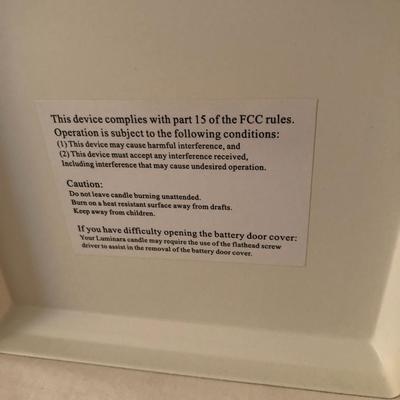 This device complies with part 15 of the FCC rules.
Operation is subject to the following conditions:
(1) This device may cause harmful interference, and
(2) This device must accept any interference received,
Including interference that may cause undesired operation.
Caution:
Do not leave candle burning unattended.
Burn on a heat resistant surface away from drafts.
Keep away from children.
If you have difficulty opening the battery door cover:
Your Luminara candle may require the use of the flathead screw
driver to assist in the removal of the battery door cover.